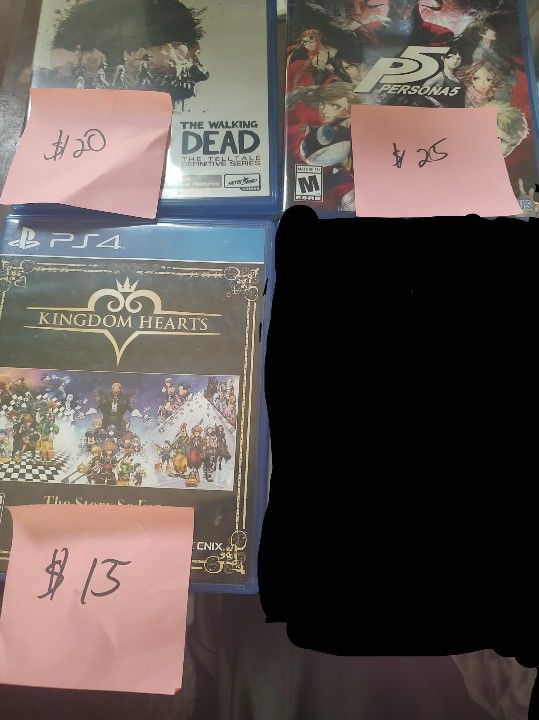 THE WALKING
DEAD
THE TELLTALE
DEFINITIVE SERIES
$20
P5
PERSONA5
M
ESRB
$25
PS4
KINGDOM HEARTS
The Story So Far
ENIX
$15